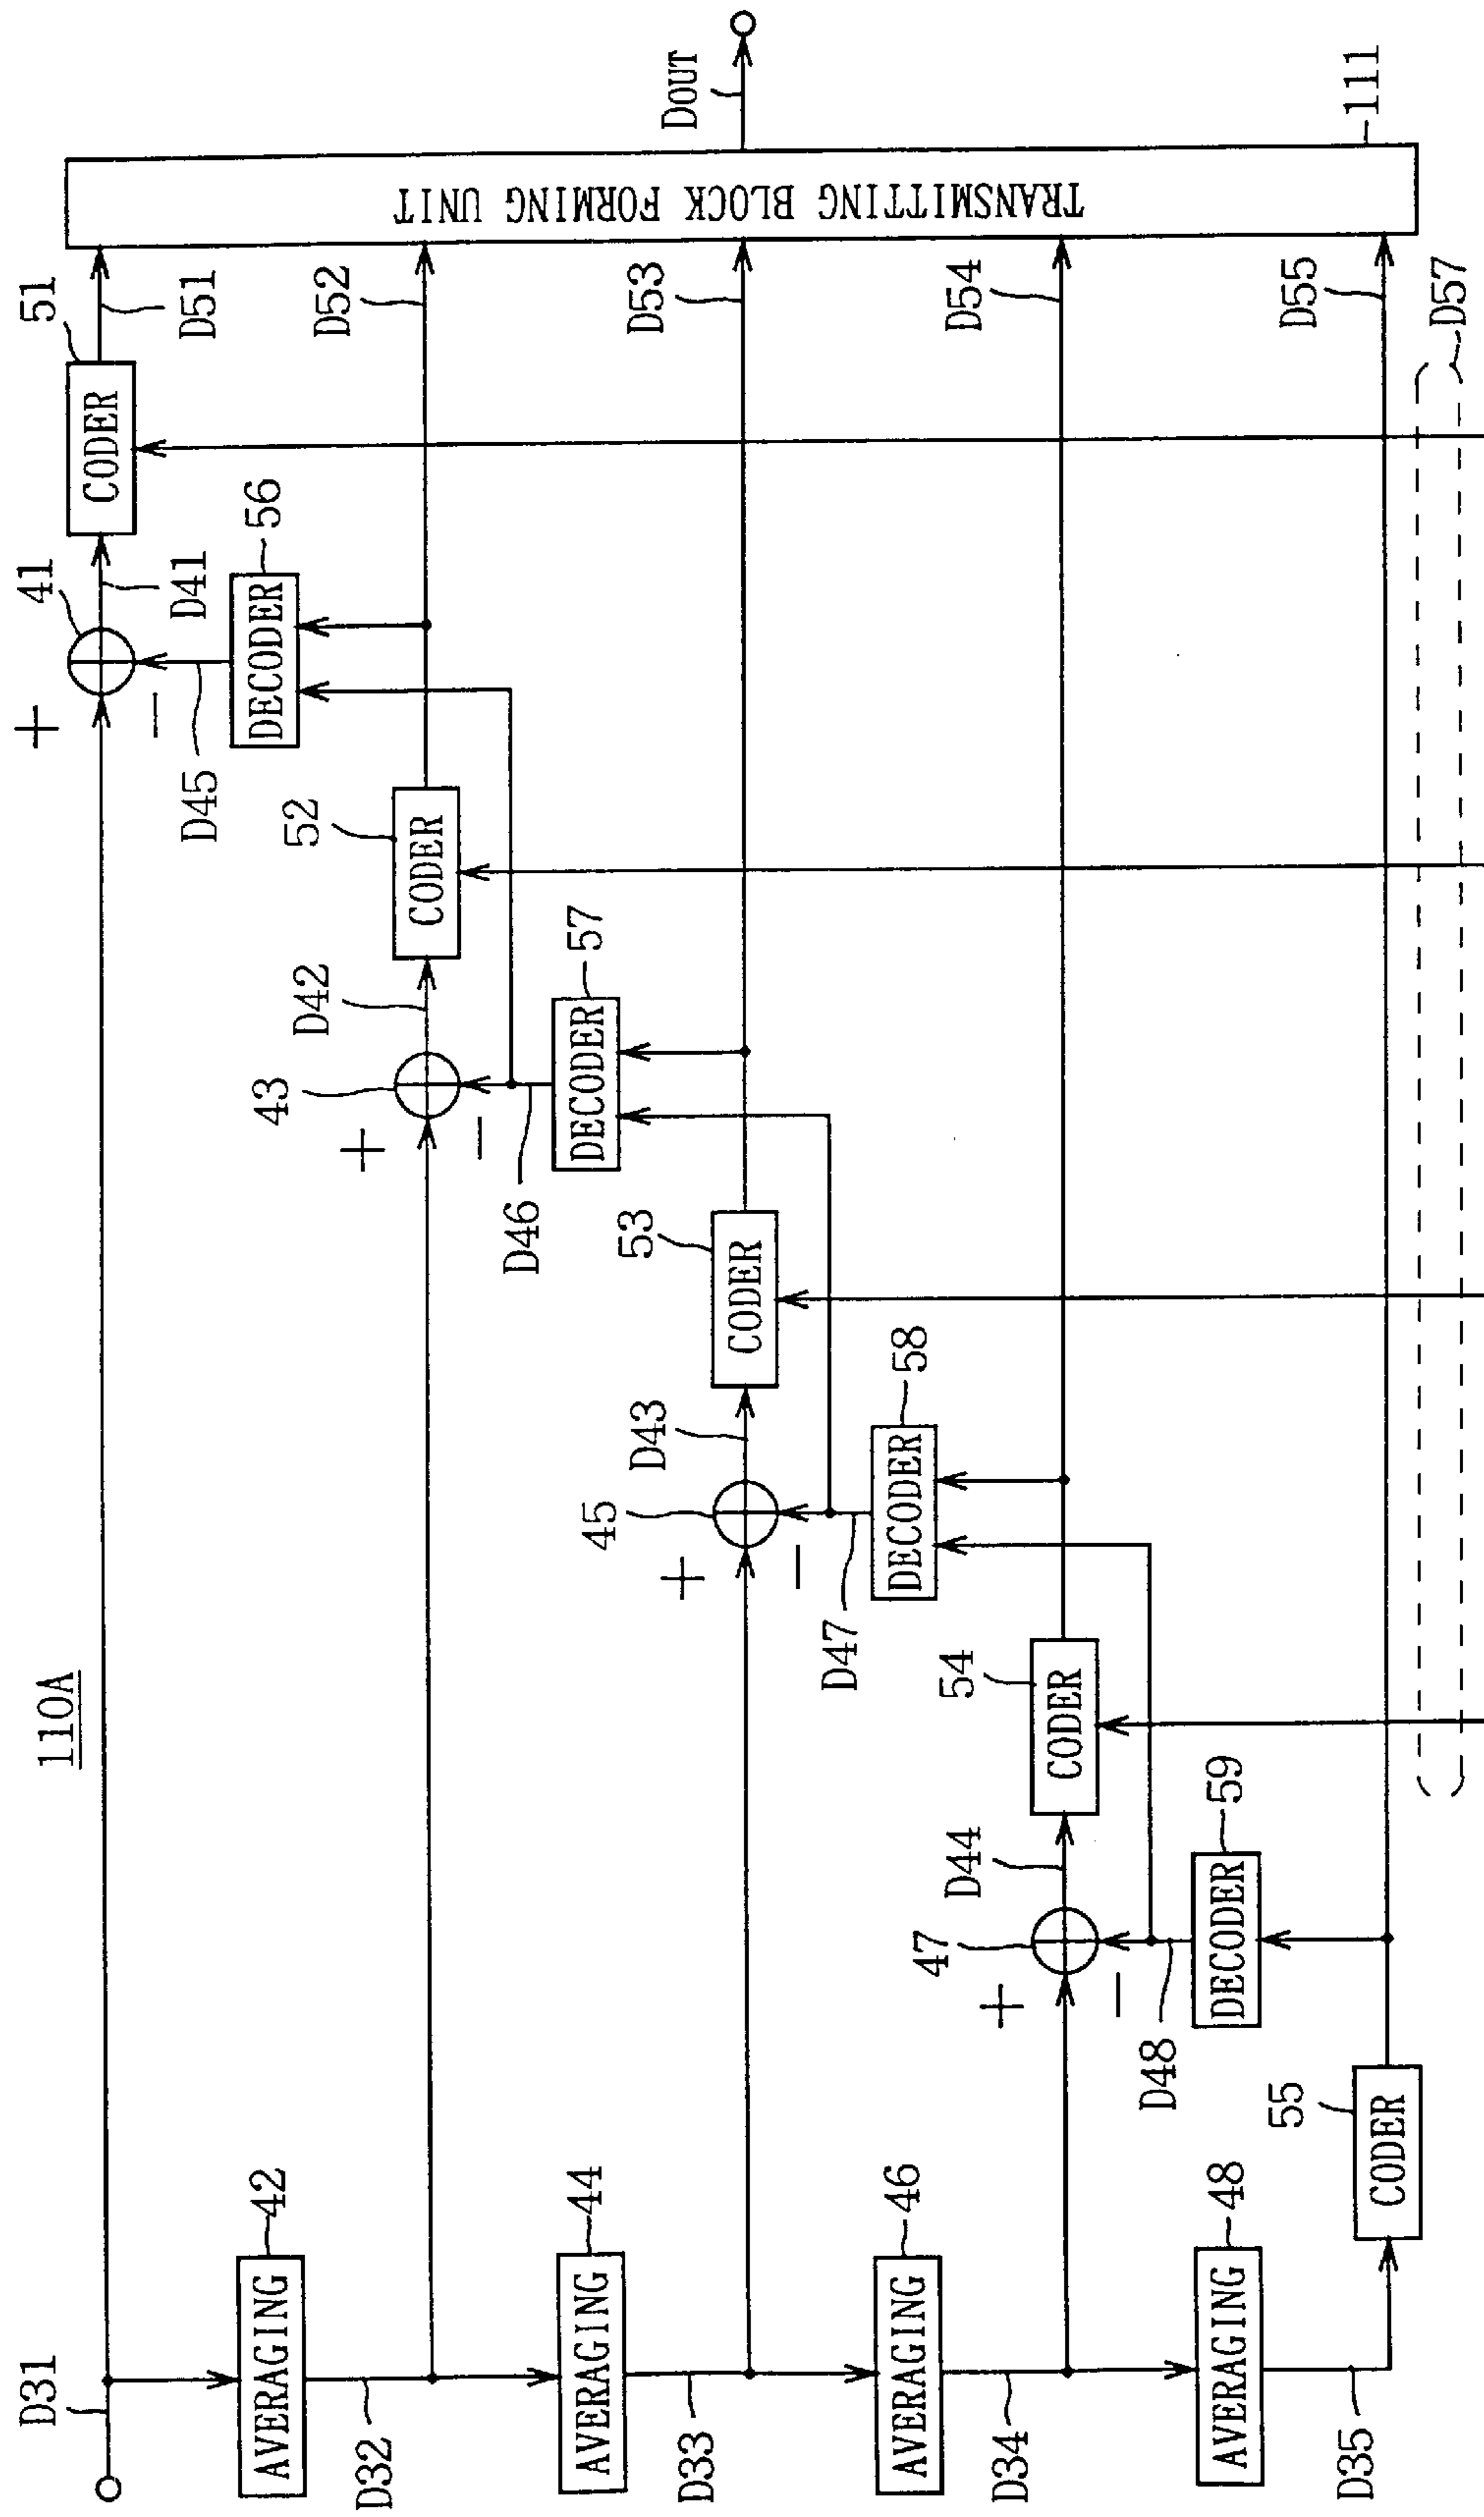 110A
D31
+
41
D41
CODER
51
D51
−
D45
DECODER
56
AVERAGING
42
D32
+
43
D42
CODER
52
D52
−
D46
DECODER
57
AVERAGING
44
D33
+
45
D43
CODER
53
D53
−
D47
DECODER
58
AVERAGING
46
D34
+
47
D44
CODER
54
D54
−
D48
DECODER
59
AVERAGING
48
D35
CODER
55
D55
D57
TRANSMITTING BLOCK FORMING UNIT
111
DOUT